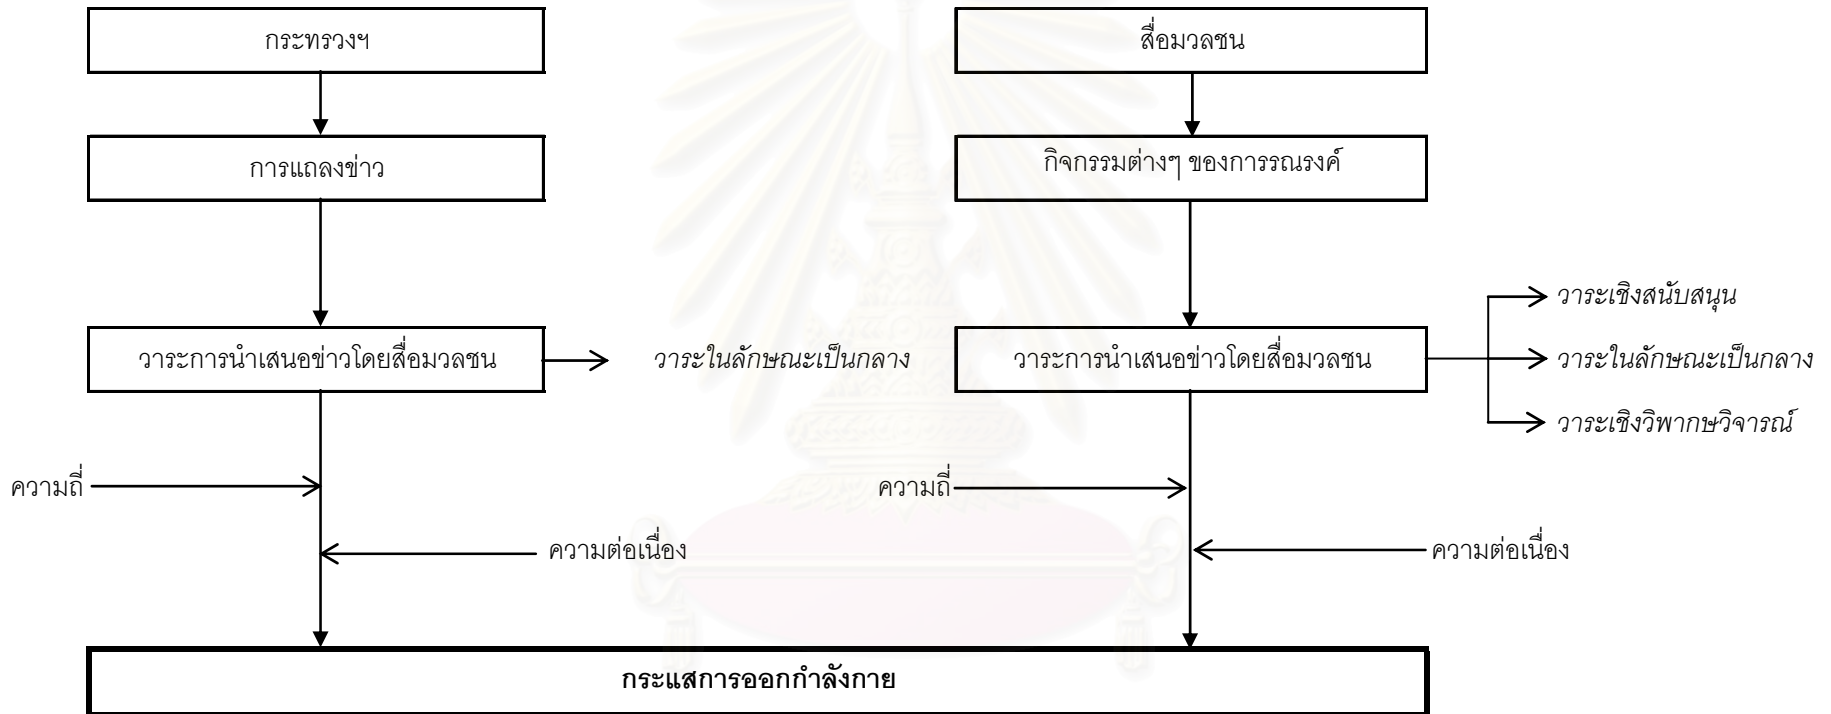 กระทรวงฯ
สื่อมวลชน
การแถลงข่าว
กิจกรรมต่างๆ ของการรณรงค์
วาระการนำเสนอข่าวโดยสื่อมวลชน
วาระในลักษณะเป็นกลาง
วาระการนำเสนอข่าวโดยสื่อมวลชน
วาระเชิงสนับสนุน
วาระในลักษณะเป็นกลาง
วาระเชิงวิพากษวิจารณ์
ความถี่
ความถี่
ความต่อเนื่อง
ความต่อเนื่อง
กระแสการออกกำลังกาย